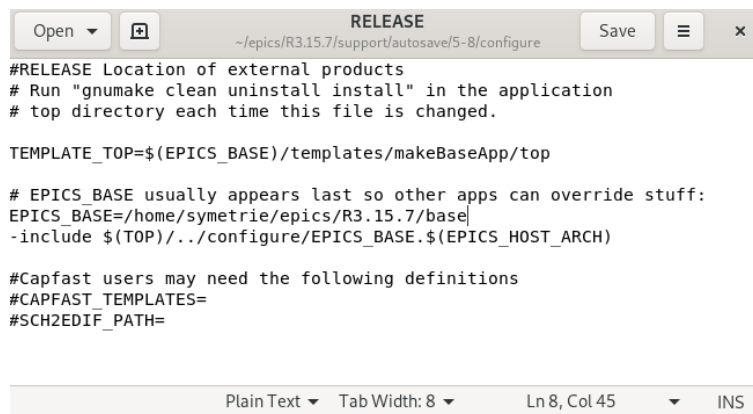 Open
RELEASE
~/epics/R3.15.7/support/autosave/5-8/configure
Save
#RELEASE Location of external products
# Run "gnumake clean uninstall install" in the application
# top directory each time this file is changed.
TEMPLATE_TOP=$(EPICS_BASE)/templates/makeBaseApp/top
# EPICS_BASE usually appears last so other apps can override stuff:
EPICS_BASE=/home/symetrie/epics/R3.15.7/base
-include $(TOP)/../configure/EPICS_BASE.$(EPICS_HOST_ARCH)
#Capfast users may need the following definitions
#CAPFAST_TEMPLATES=
#SCH2EDIF_PATH=
Plain Text Tab Width: 8 Ln 8, Col 45 INS